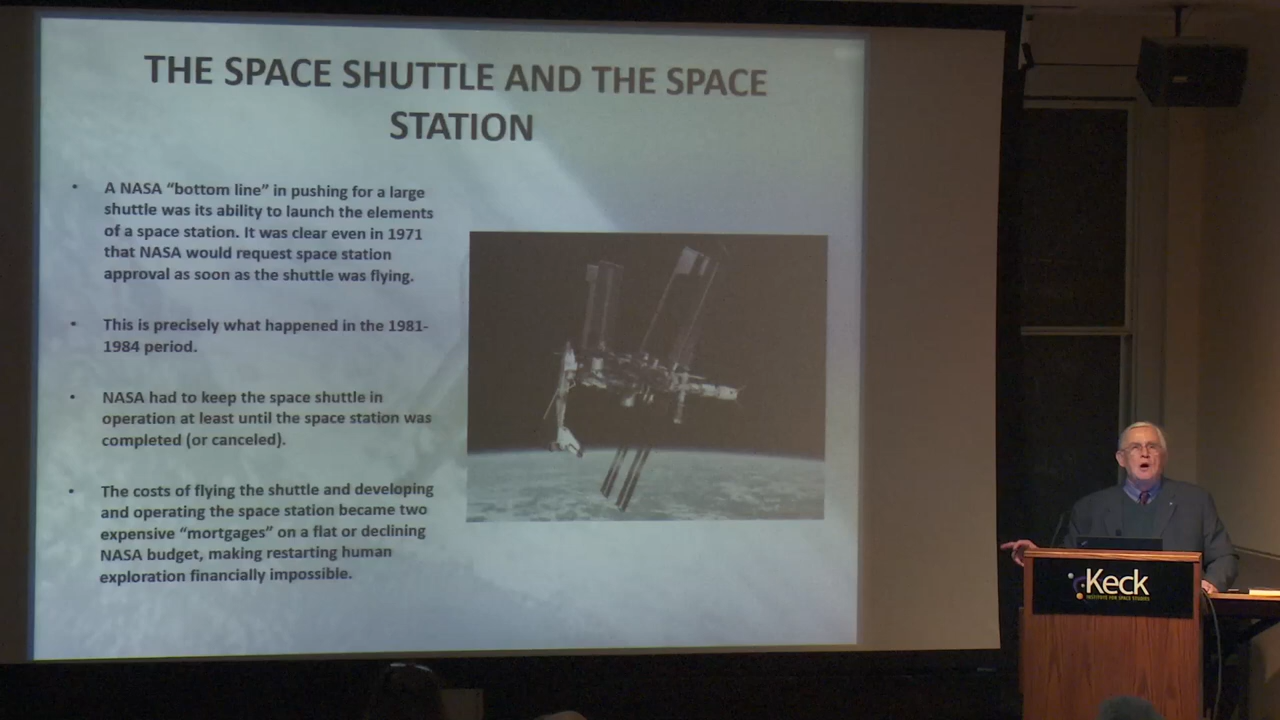 THE SPACE SHUTTLE AND THE SPACE
STATION
• A NASA “bottom line” in pushing for a large
shuttle was its ability to launch the elements
of a space station. It was clear even in 1971
that NASA would request space station
approval as soon as the shuttle was flying.
• This is precisely what happened in the 1981-
1984 period.
• NASA had to keep the space shuttle in
operation at least until the space station was
completed (or canceled).
• The costs of flying the shuttle and developing
and operating the space station became two
expensive “mortgages” on a flat or declining
NASA budget, making restarting human
exploration financially impossible.
Keck
INSTITUTE FOR SPACE STUDIES